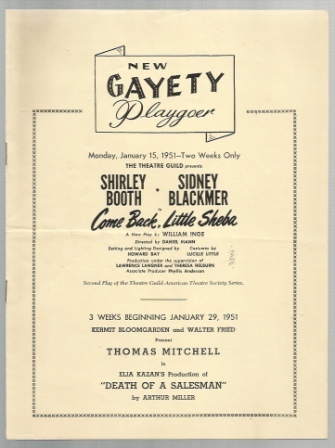 NEW
GAYETY
Playgoer
Monday, January 15, 1951—Two Weeks Only
THE THEATRE GUILD presents
SHIRLEY SIDNEY
BOOTH • BLACKMER
in
Come Back, Little Sheba
A New Play by WILLIAM INGE
Directed by DANIEL MANN
Setting and Lighting Designed by Costumes by
HOWARD BAY LUCILLE LITTLE
Production under the supervision of
LAWRENCE LANGNER and THERESA HELBURN
Associate Producer Phyllis Anderson
Second Play of the Theatre Guild-American Theatre Society Series.
3 WEEKS BEGINNING JANUARY 29, 1951
KERMIT BLOOMGARDEN and WALTER FRIED
Present
THOMAS MITCHELL
in
ELIA KAZAN'S Production of
"DEATH OF A SALESMAN"
by ARTHUR MILLER